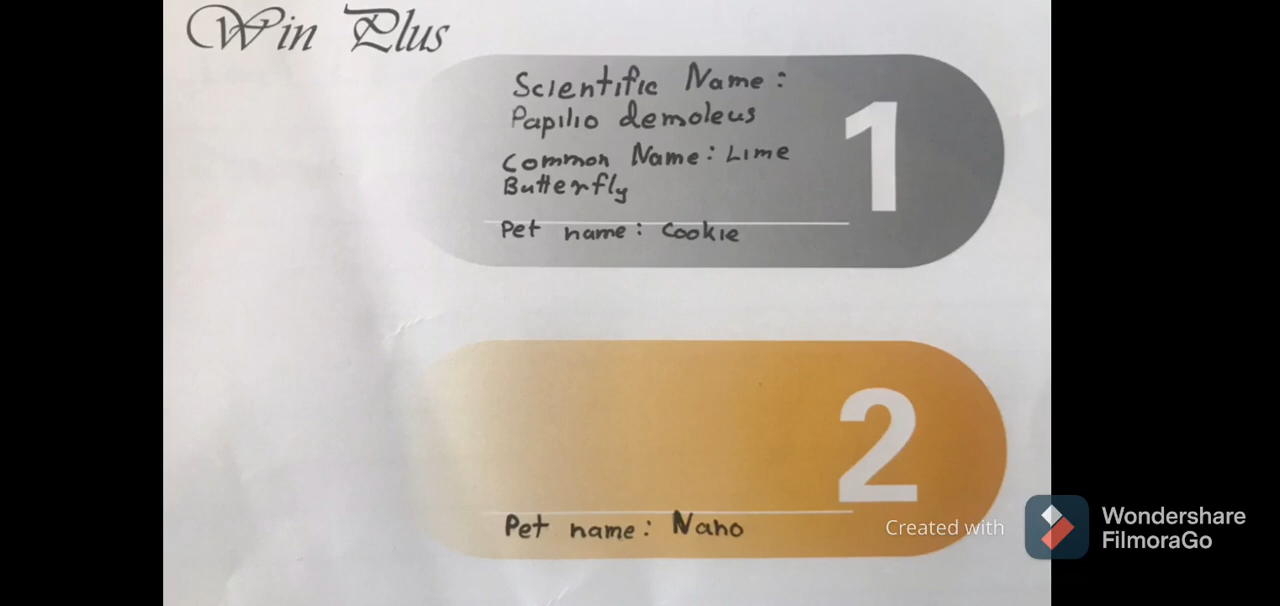 Win Plus
Scientific Name:
Papilio demoleus
Common Name: Lime
Butterfly
Pet name: Cookie
1
2
Pet name: Nano
Created with
Wondershare
FilmoraGo